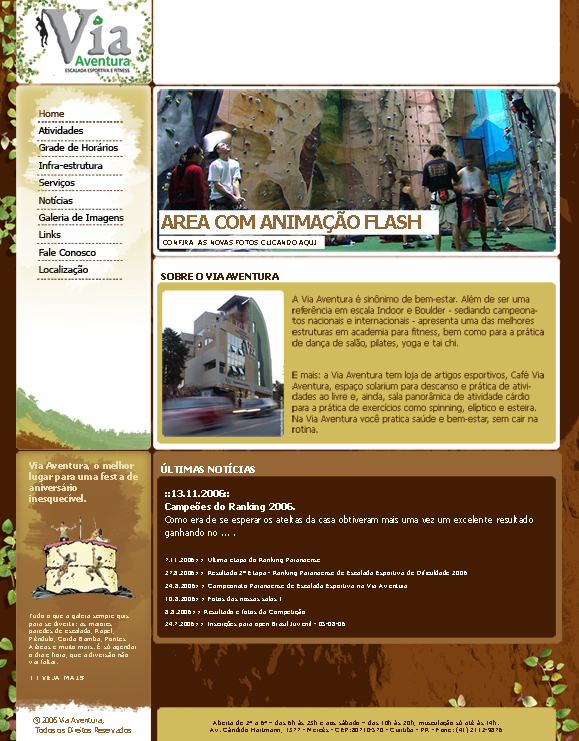 Via
Aventura
ESCALADA ESPORTIVA E FITNESS
Home
Atividades
Grade de Horários
Infra-estrutura
Serviços
Notícias
Galeria de Imagens
Links
Fale Conosco
Localização
AREA COM ANIMAÇÃO FLASH
CONFIRA AS NOVAS FOTOS CLICANDO AQUI
SOBRE O VIA AVENTURA
A Via Aventura é sinônimo de bem-estar. Além de ser uma
referência em escala Indoor e Boulder - sediando campeona-
tos nacionais e internacionais - apresenta uma das melhores
estruturas em academia para fitness, bem como para a prática
de dança de salão, pilates, yoga e tai chi.
E mais: a Via Aventura tem loja de artigos esportivos, Café Via
Aventura, espaço solarium para descanso e prática de ativi-
dades ao livre e, ainda, sala panorâmica de atividade cárdio
para a prática de exercícios como spinning, elíptico e esteira.
Na Via Aventura você pratica saúde e bem-estar, sem cair na
rotina.
Via Aventura, o melhor
lugar para uma festa de
aniversário
inesquecível.
Tudo o que a galera sempre quis
para se divertir: as maiores
paredes de escalada, Rapel,
Pêndulo, Corda Bamba, Pontes
Aéreas e muito mais. É só agendar
o dia e hora, que a diversão não
vai faltar.
VEJA MAIS
© 2006 Via Aventura,
Todos os Direitos Reservados
ÚLTIMAS NOTÍCIAS
::13.11.2006::
Campeões do Ranking 2006.
Como era de se esperar os ateltas da casa obtiveram mais uma vez um excelente resultado
ganhando no ....
7.11.2006>> Ultima etapa do Ranking Paranaense
27.8.2006>> Resultado 2ª Etapa - Ranking Paranaense de Escalada Esportiva de Dificuldade 2006
24.8.2006>> Campeonato Paranaense de Escalada Esportiva na Via Aventura
10.8.2006>> Fotos das nossas salas !
8.8.2006>> Resultado e fotos da Competição
24.7.2006>> Inscrições para open Brasil Juvenil - 05-08-06
Aberta de 2ª a 6ª - das 6h às 23h e aos sábado - das 10h às 20h, musculação só até às 14h.
Av. Cândido Hartmann, 1377 - Mercês - CEP:80710-570 - Curitiba - PR - Fone: (41) 2112-9876